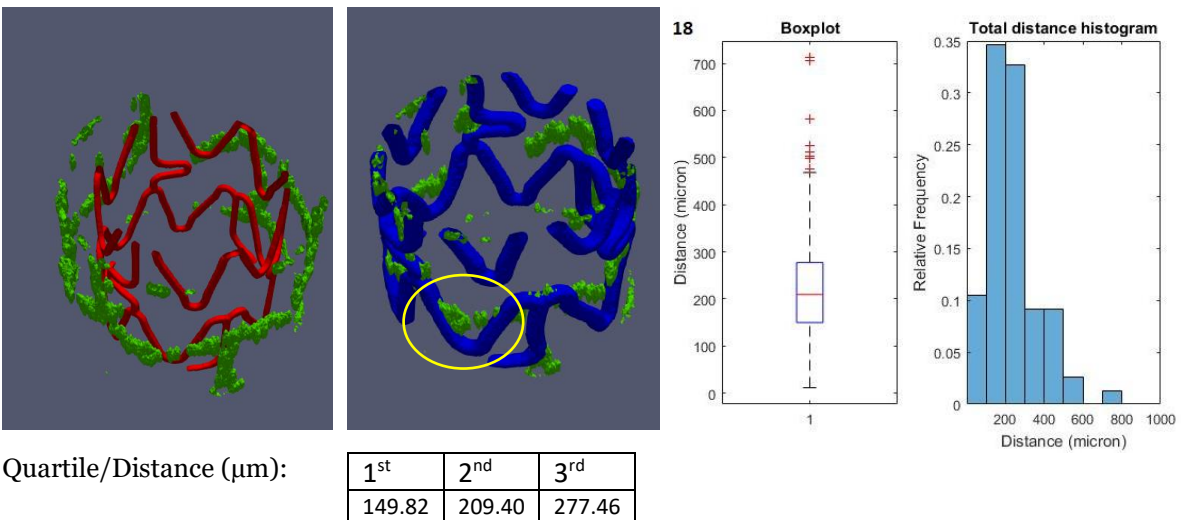 18
Boxplot
700
600
500
400
300
200
100
0
Distance (micron)
1
Total distance histogram
0.35
0.3
0.25
0.2
0.15
0.1
0.05
0
Relative Frequency
200 400 600 800 1000
Distance (micron)
Quartile/Distance (µm):
1st 2nd 3rd
149.82 209.40 277.46